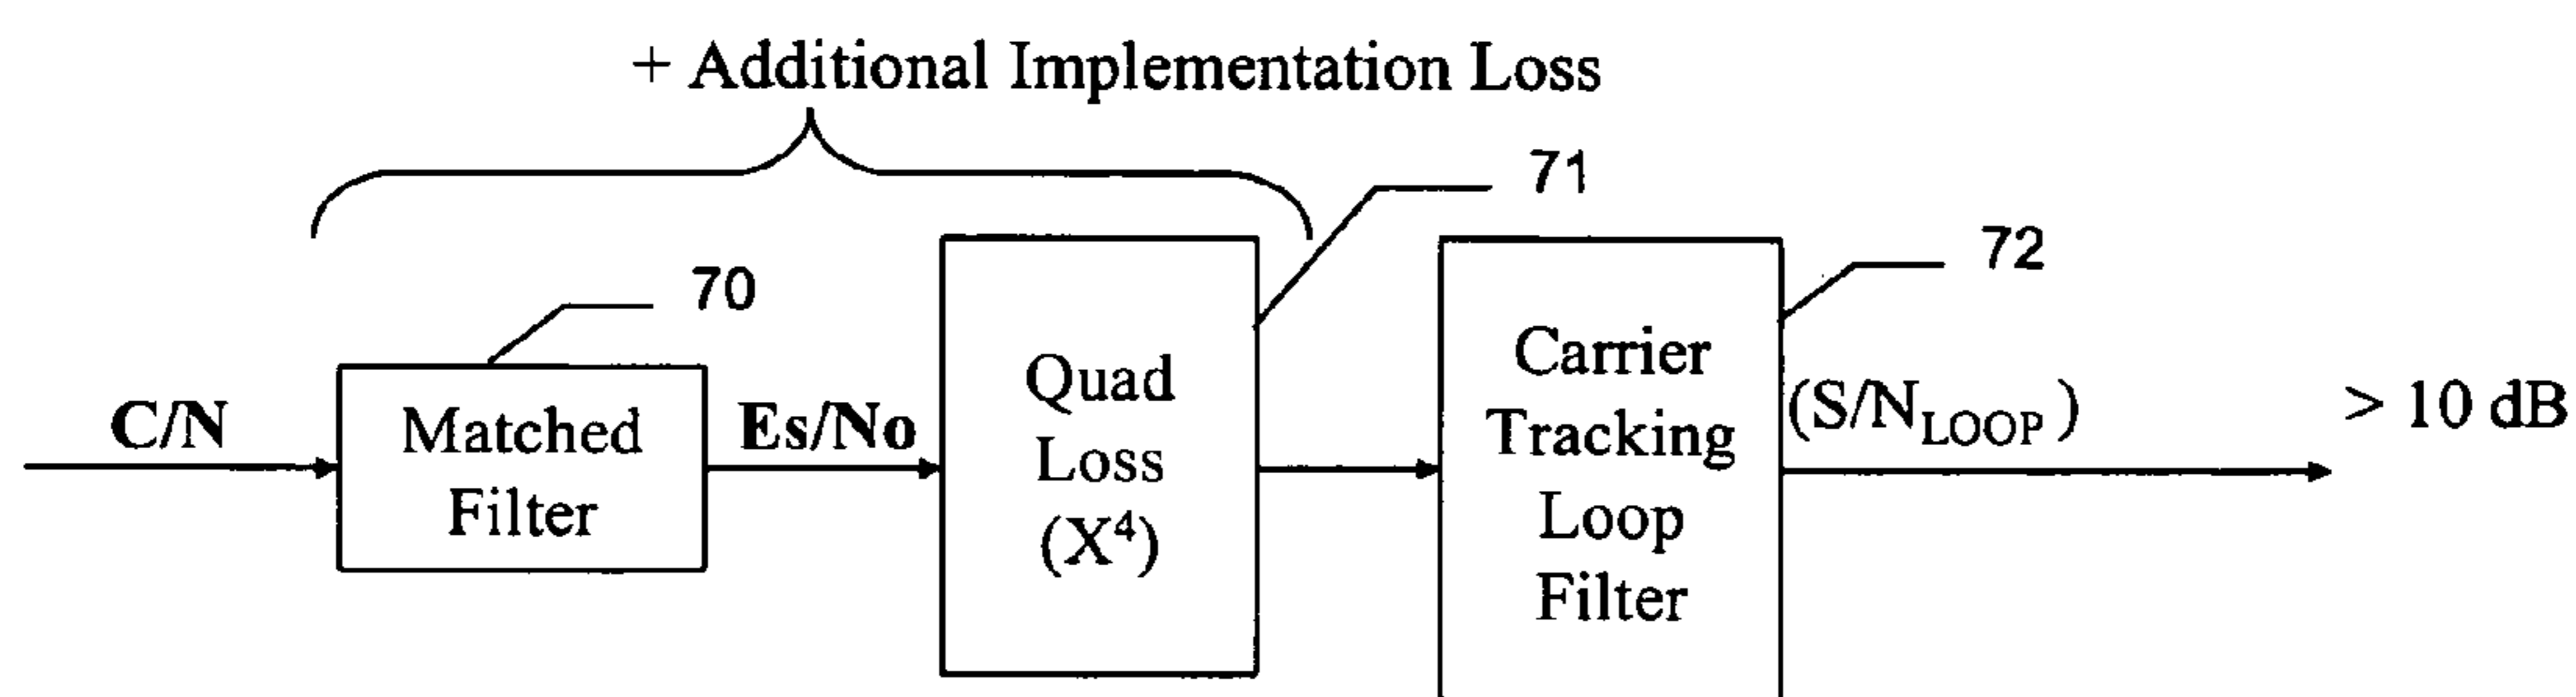 + Additional Implementation Loss
71
72
70
C/N
Matched
Filter
Es/No
Quad
Loss
(X⁴)
Carrier
Tracking
Loop
Filter
(S/N_LOOP)
> 10 dB